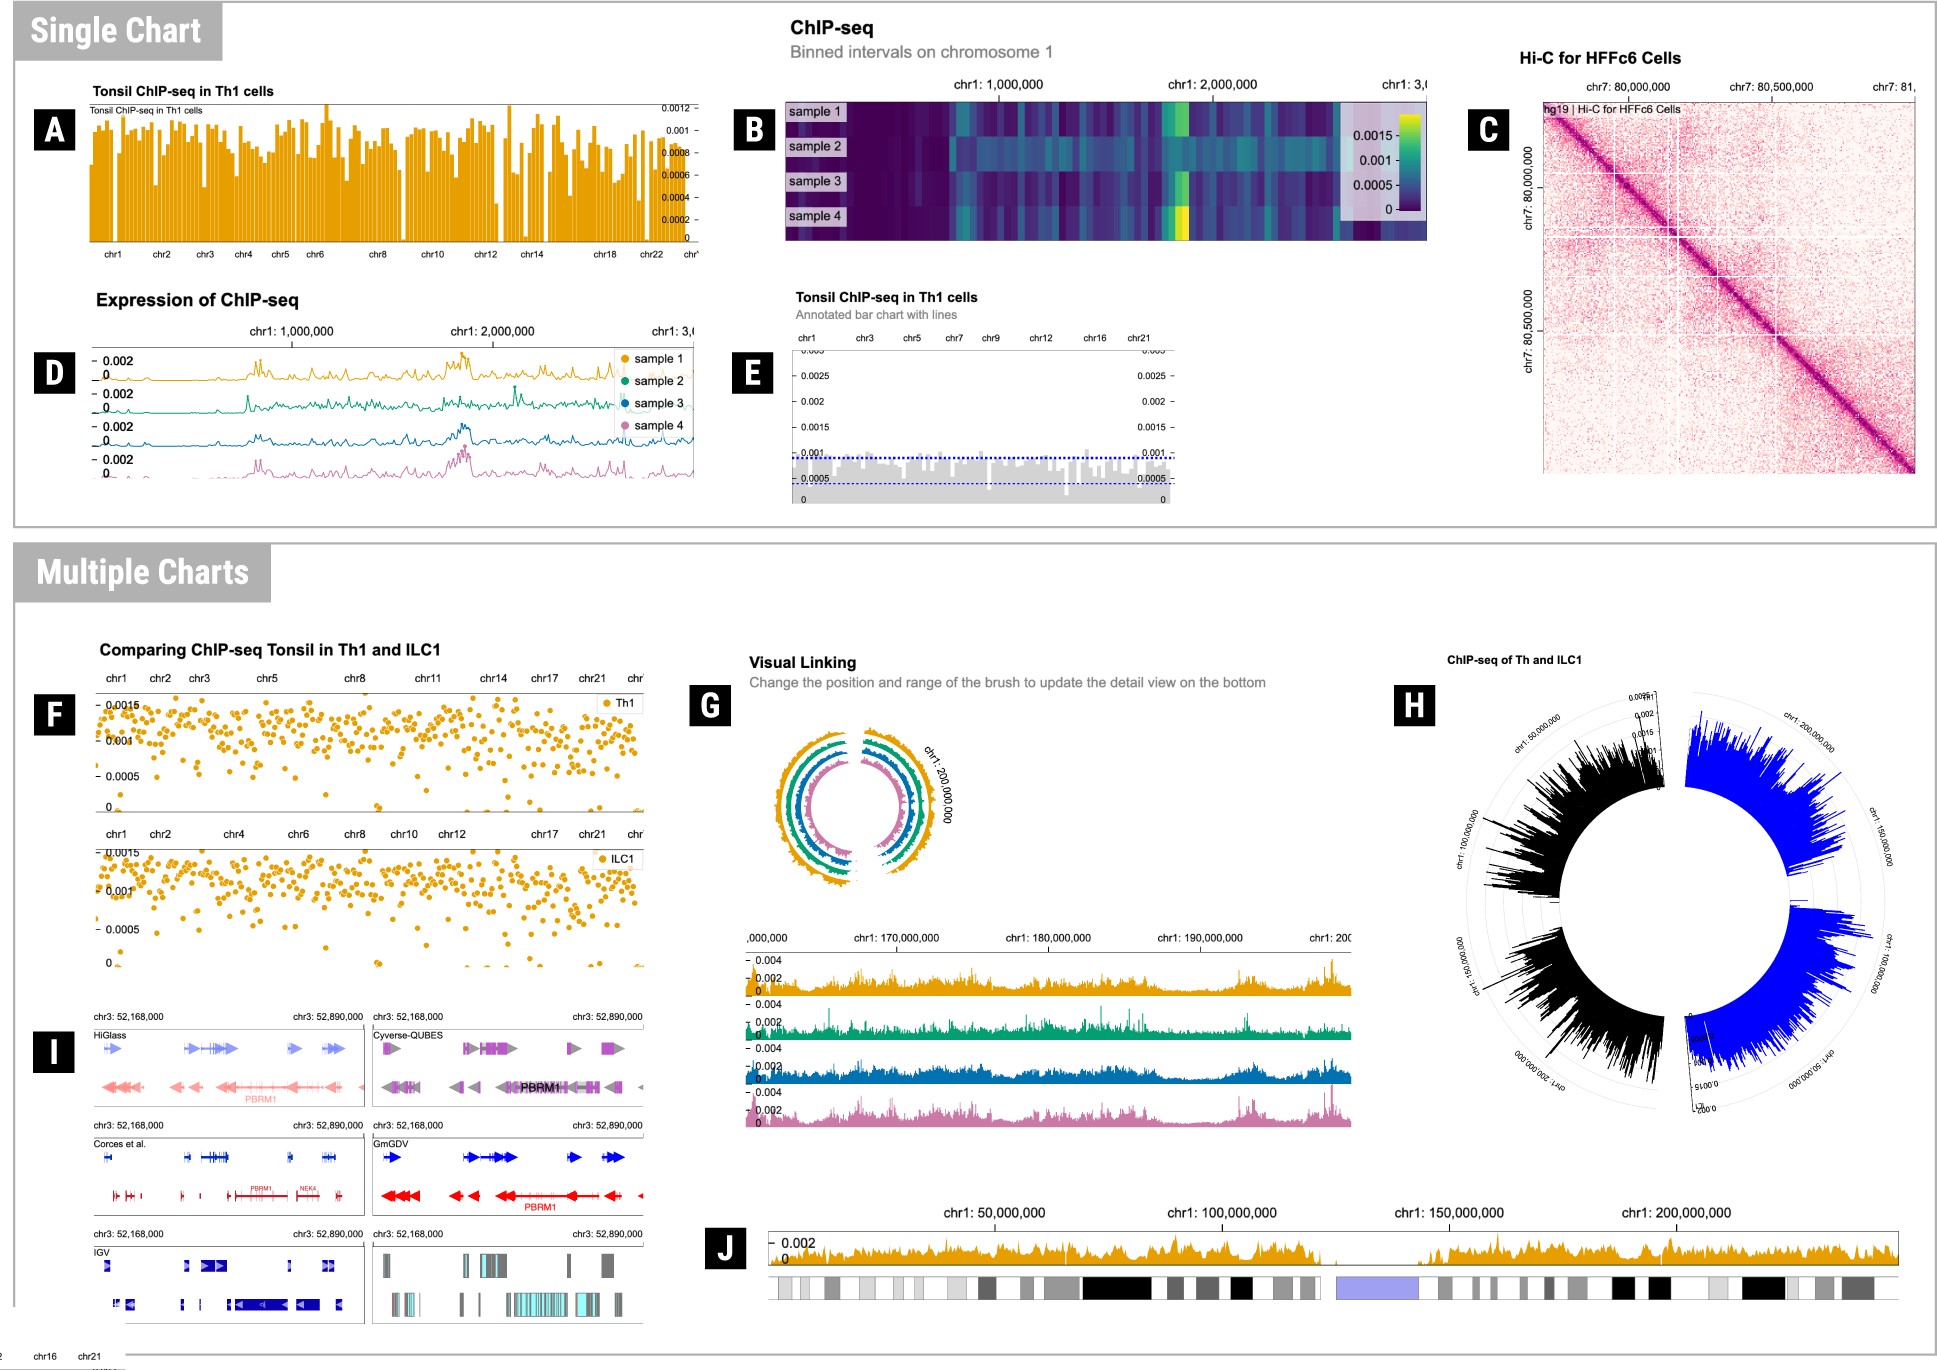 Single Chart
A
Tonsil ChIP-seq in Th1 cells
Tonsil ChIP-seq in Th1 cells
0.0012
0.001
0.0008
0.0006
0.0004
0.0002
0
chr1 chr2 chr3 chr4 chr5 chr6 chr8 chr10 chr12 chr14 chr18 chr22
B
ChIP-seq
Binned intervals on chromosome 1
chr1: 1,000,000 chr1: 2,000,000 chr1: 3,0
sample 1
sample 2
sample 3
sample 4
0.0015
0.001
0.0005
0
C
Hi-C for HFFc6 Cells
chr7: 80,000,000 chr7: 80,500,000 chr7: 81,
hg19 | Hi-C for HFFc6 Cells
chr7: 80,000,000
chr7: 80,500,000
D
Expression of ChIP-seq
chr1: 1,000,000 chr1: 2,000,000 chr1: 3,0
0.002
0
0.002
0
0.002
0
0.002
0
sample 1
sample 2
sample 3
sample 4
E
Tonsil ChIP-seq in Th1 cells
Annotated bar chart with lines
chr1 chr3 chr5 chr7 chr9 chr12 chr16 chr21
0.003 0.003
0.0025 0.0025
0.002 0.002
0.0015 0.0015
0.001 0.001
0.0005 0.0005
0 0
Multiple Charts
F
Comparing ChIP-seq Tonsil in Th1 and ILC1
chr1 chr2 chr3 chr5 chr8 chr11 chr14 chr17 chr21 chr
0.0015
0.001
0.0005
0
Th1
chr1 chr2 chr4 chr6 chr8 chr10 chr12 chr17 chr21 chr
0.0015
0.001
0.0005
0
ILC1
G
Visual Linking
Change the position and range of the brush to update the detail view on the bottom
chr1: 200,000,000
,000,000 chr1: 170,000,000 chr1: 180,000,000 chr1: 190,000,000 chr1: 200
0.004
0.002
0
0.004
0.002
0
0.004
0.002
0
0.004
0.002
0
H
ChIP-seq of Th and ILC1
0.0025
0.002
0.0015
chr1: 50,000,000
chr1: 100,000,000
chr1: 150,000,000
chr1: 200,000,000
chr1: 200,000,000
chr1: 150,000,000
chr1: 100,000,000
chr1: 50,000,000
0.0015
0.002
I
chr3: 52,168,000 chr3: 52,890,000
HiGlass
PBRM1
chr3: 52,168,000 chr3: 52,890,000
Cyverse-QUBES
PBRM1
chr3: 52,168,000 chr3: 52,890,000
Corces et al.
PBRM1 NEK4
chr3: 52,168,000 chr3: 52,890,000
GmGDV
PBRM1
chr3: 52,168,000 chr3: 52,890,000
IGV
chr3: 52,168,000 chr3: 52,890,000
J
chr1: 50,000,000 chr1: 100,000,000 chr1: 150,000,000 chr1: 200,000,000
0.002
0
chr16 chr21